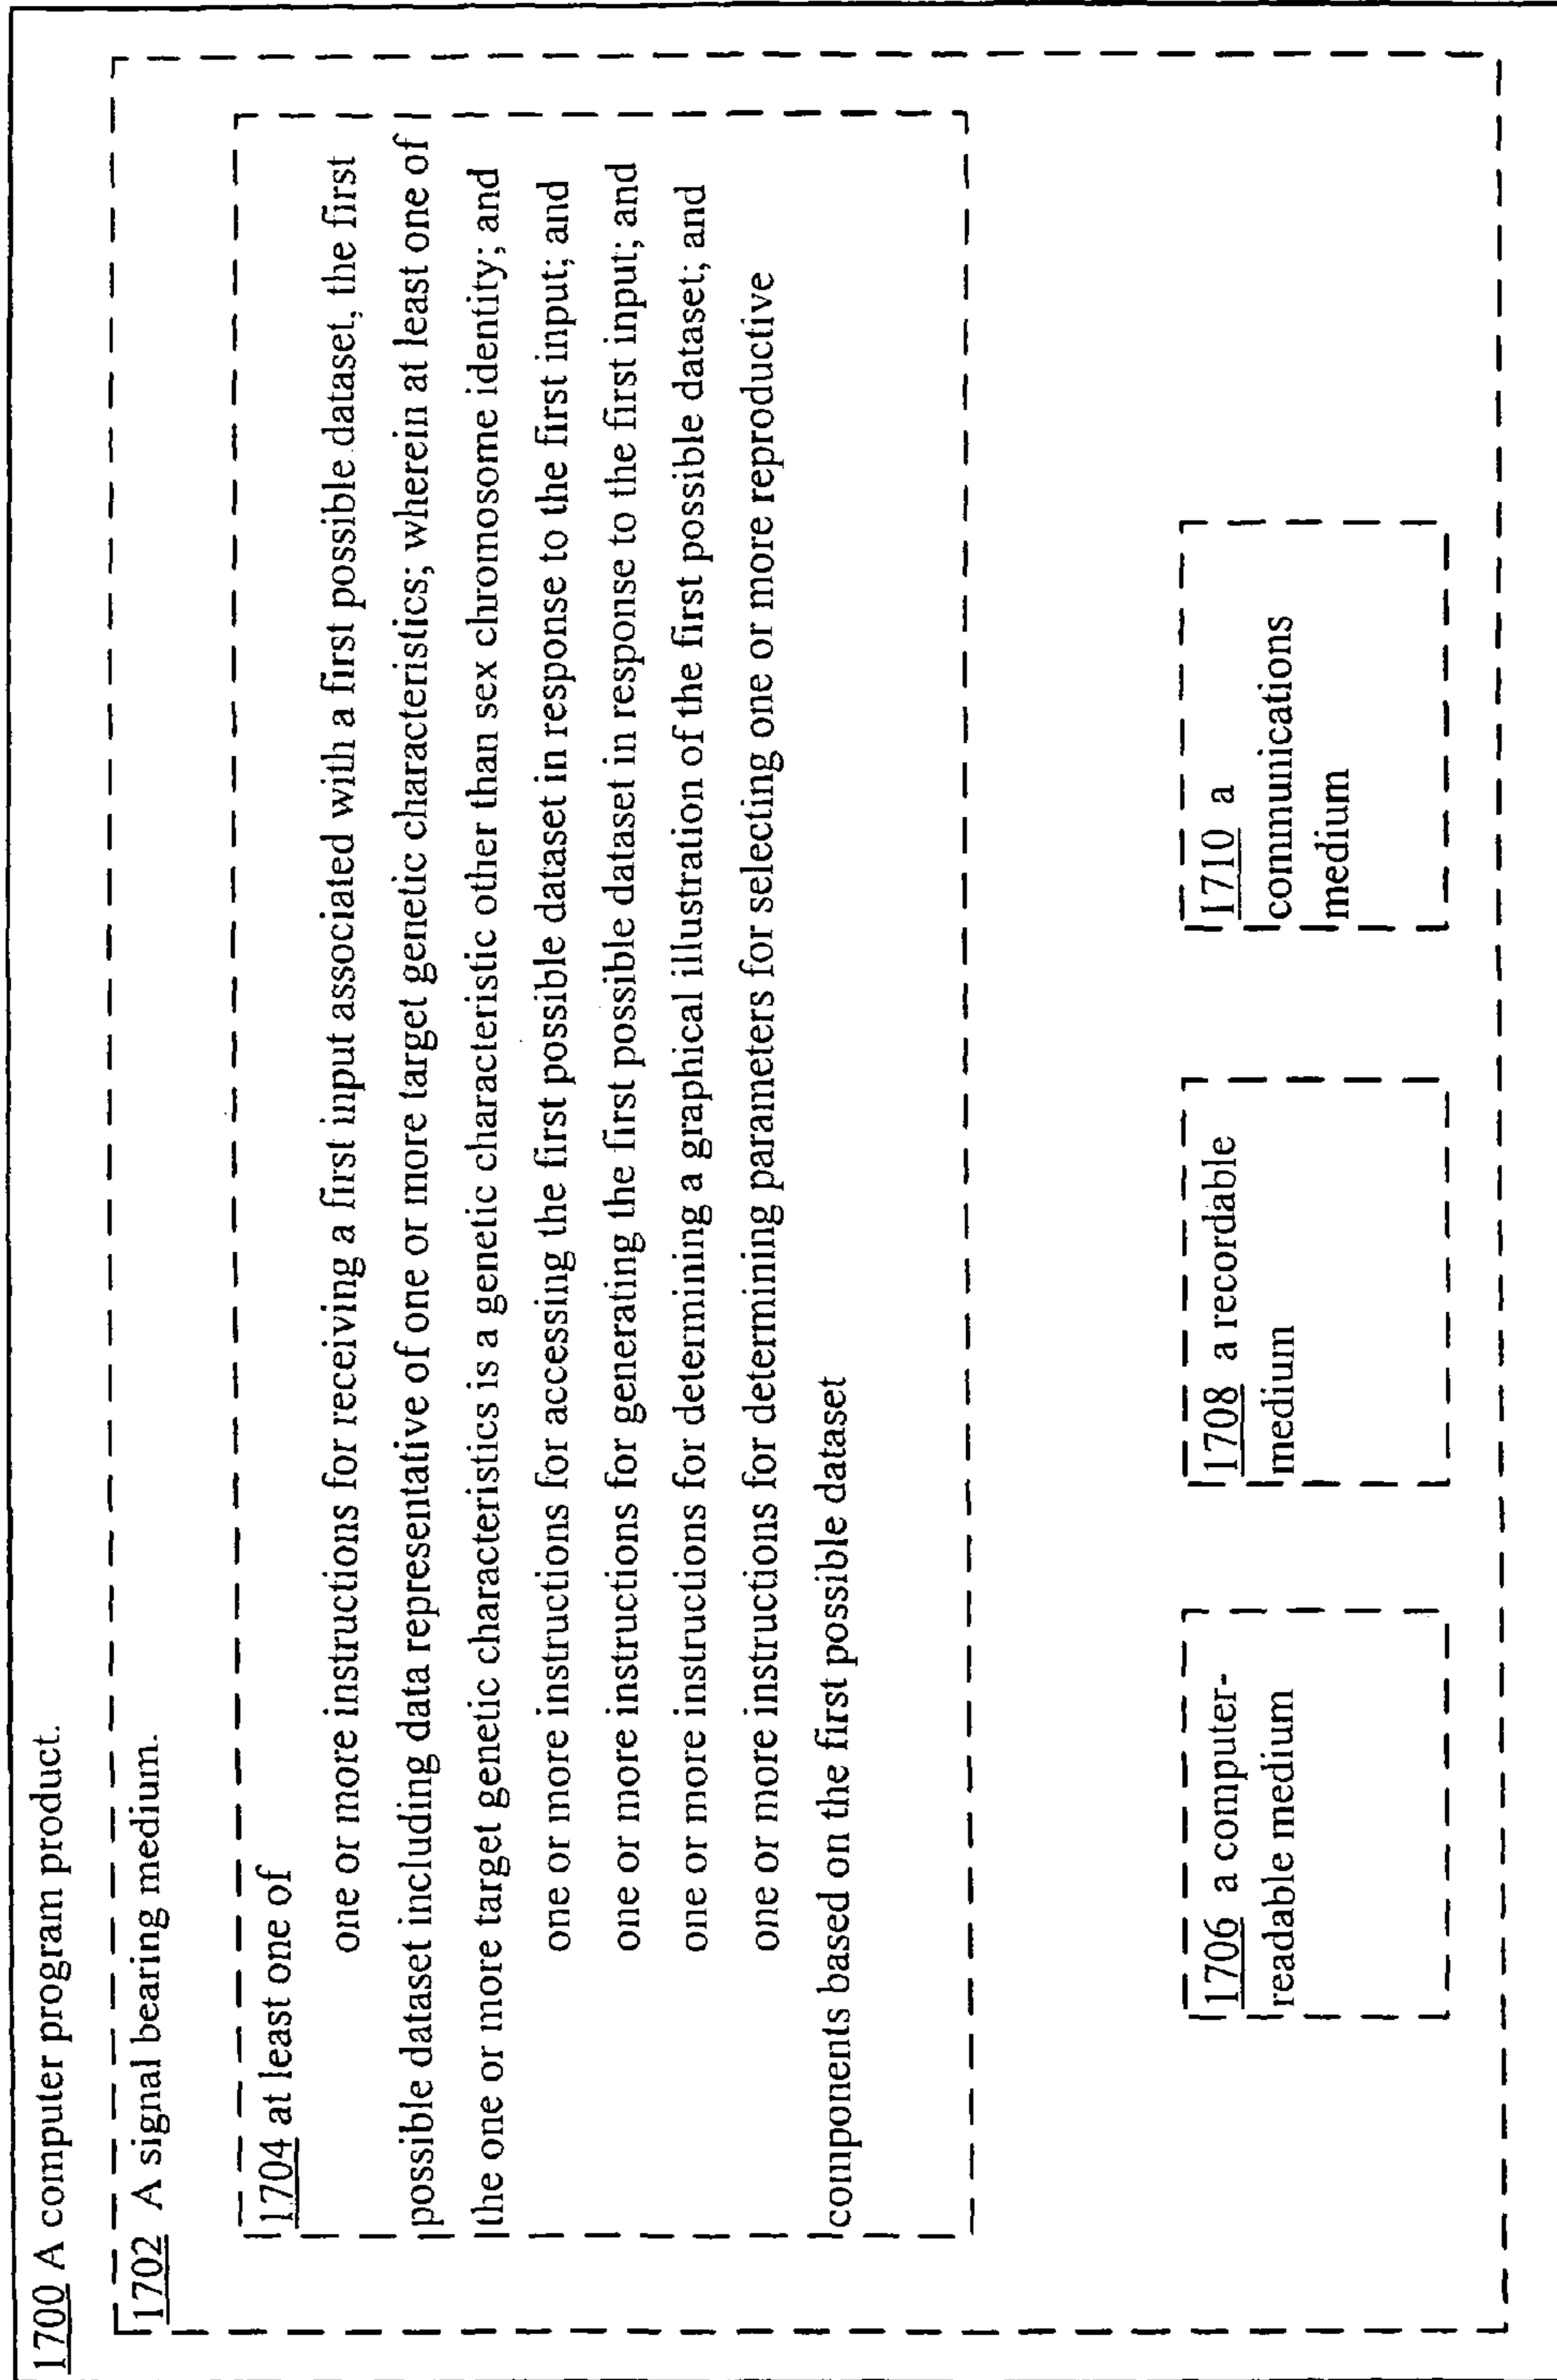 1700 A computer program product.
1702 A signal bearing medium.
1704 at least one of
one or more instructions for receiving a first input associated with a first possible dataset, the first
possible dataset including data representative of one or more target genetic characteristics; wherein at least one of
the one or more target genetic characteristics is a genetic characteristic other than sex chromosome identity; and
one or more instructions for accessing the first possible dataset in response to the first input; and
one or more instructions for generating the first possible dataset in response to the first input; and
one or more instructions for determining a graphical illustration of the first possible dataset; and
one or more instructions for determining parameters for selecting one or more reproductive
components based on the first possible dataset
1706 a computer-
readable medium
1708 a recordable
medium
1710 a
communications
medium